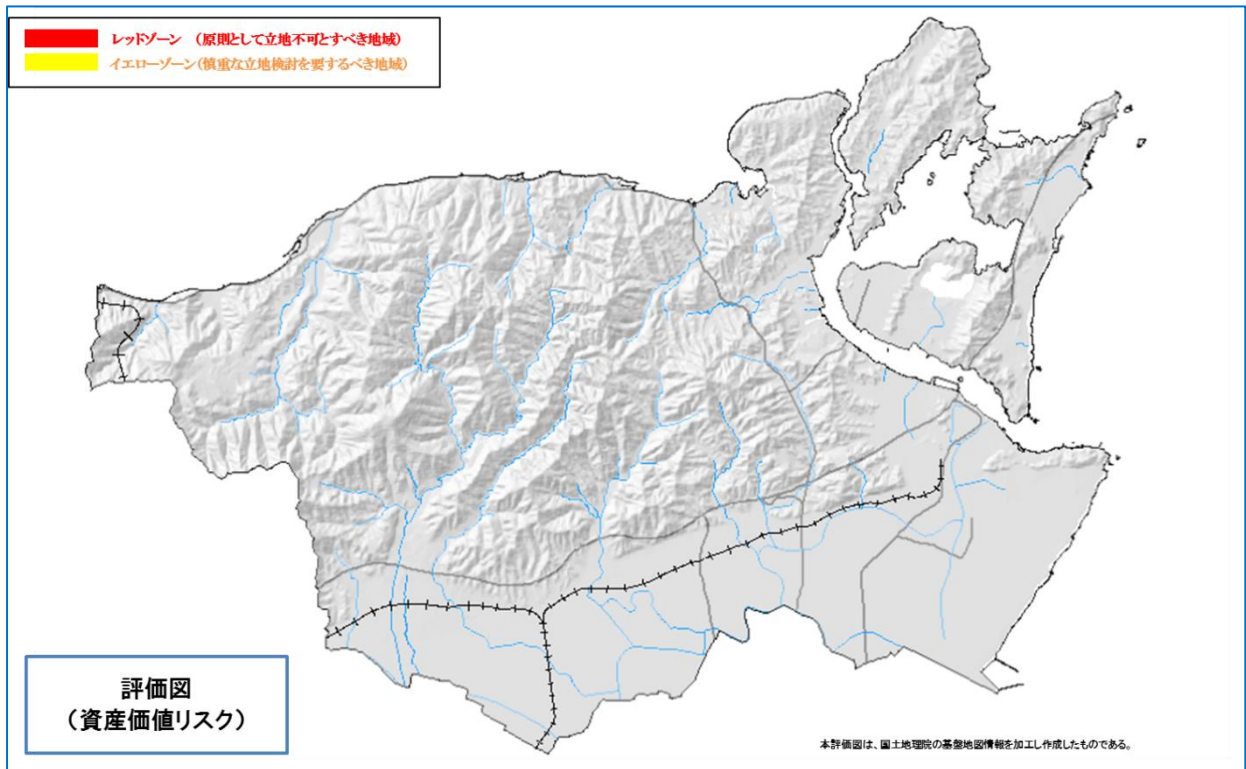 レッドゾーン （原則として立地不可とすべき地域）
イエローゾーン（慎重な立地検討を要するべき地域）
評価図
（資産価値リスク）
本評価図は、国土地理院の基盤地図情報を加工し作成したものである。